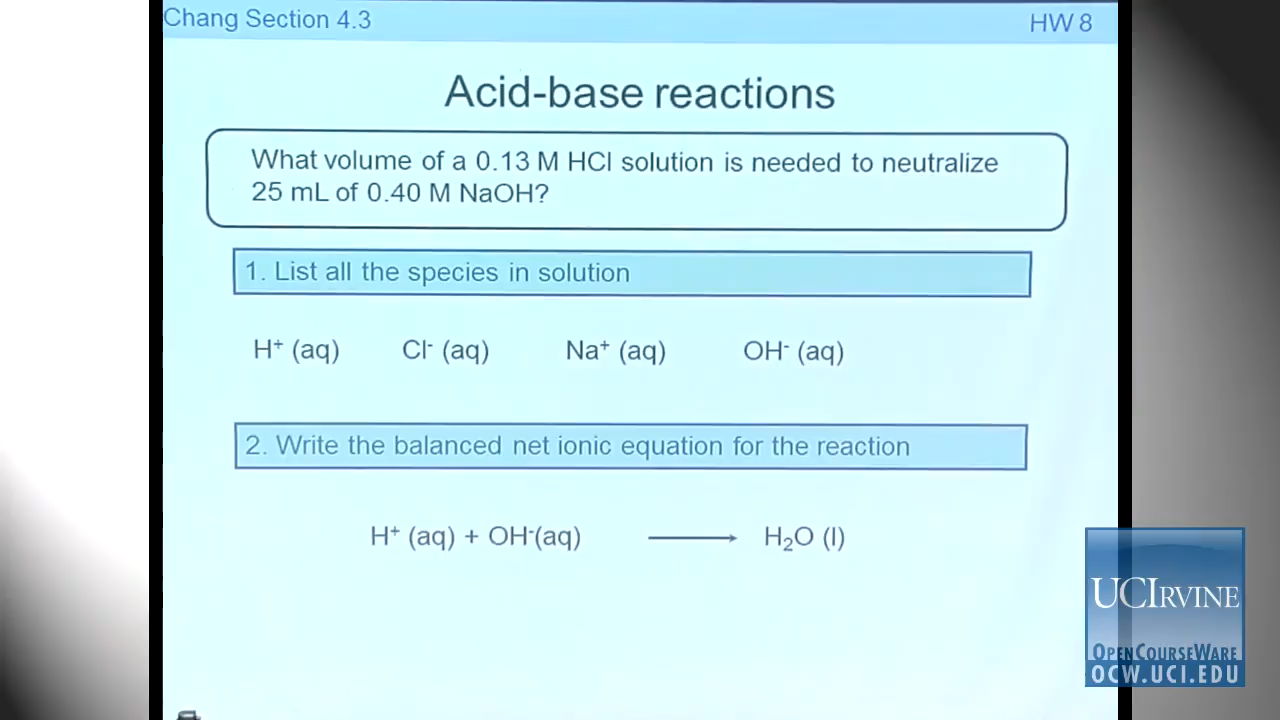 Chang Section 4.3
HW 8
Acid-base reactions
What volume of a 0.13 M HCl solution is needed to neutralize
25 mL of 0.40 M NaOH?
1. List all the species in solution
H⁺ (aq) Cl⁻ (aq) Na⁺ (aq) OH⁻ (aq)
2. Write the balanced net ionic equation for the reaction
H⁺ (aq) + OH⁻(aq) ⟶ H₂O (l)
UCIRVINE
OPENCOURSEWARE
OCW.UCI.EDU